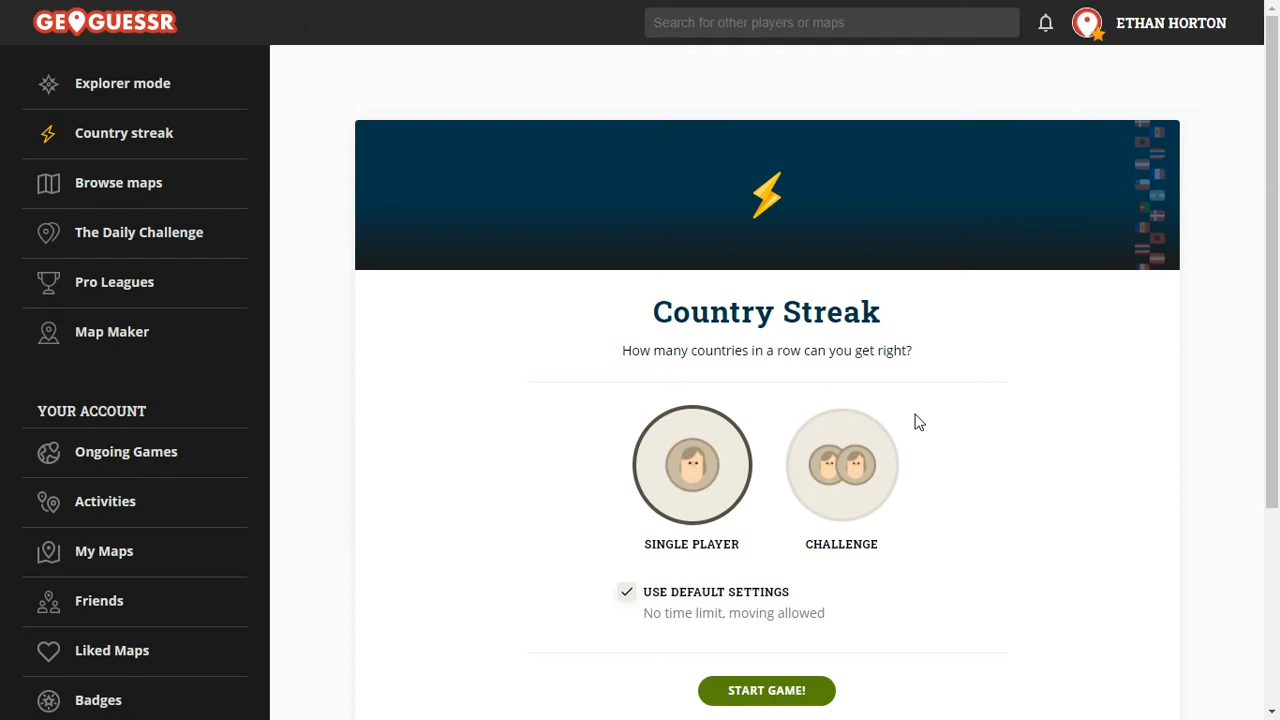 GEOGUESSR
Search for other players or maps
ETHAN HORTON
Explorer mode
Country streak
Browse maps
The Daily Challenge
Pro Leagues
Map Maker
YOUR ACCOUNT
Ongoing Games
Activities
My Maps
Friends
Liked Maps
Badges
Country Streak
How many countries in a row can you get right?
SINGLE PLAYER
CHALLENGE
USE DEFAULT SETTINGS
No time limit, moving allowed
START GAME!